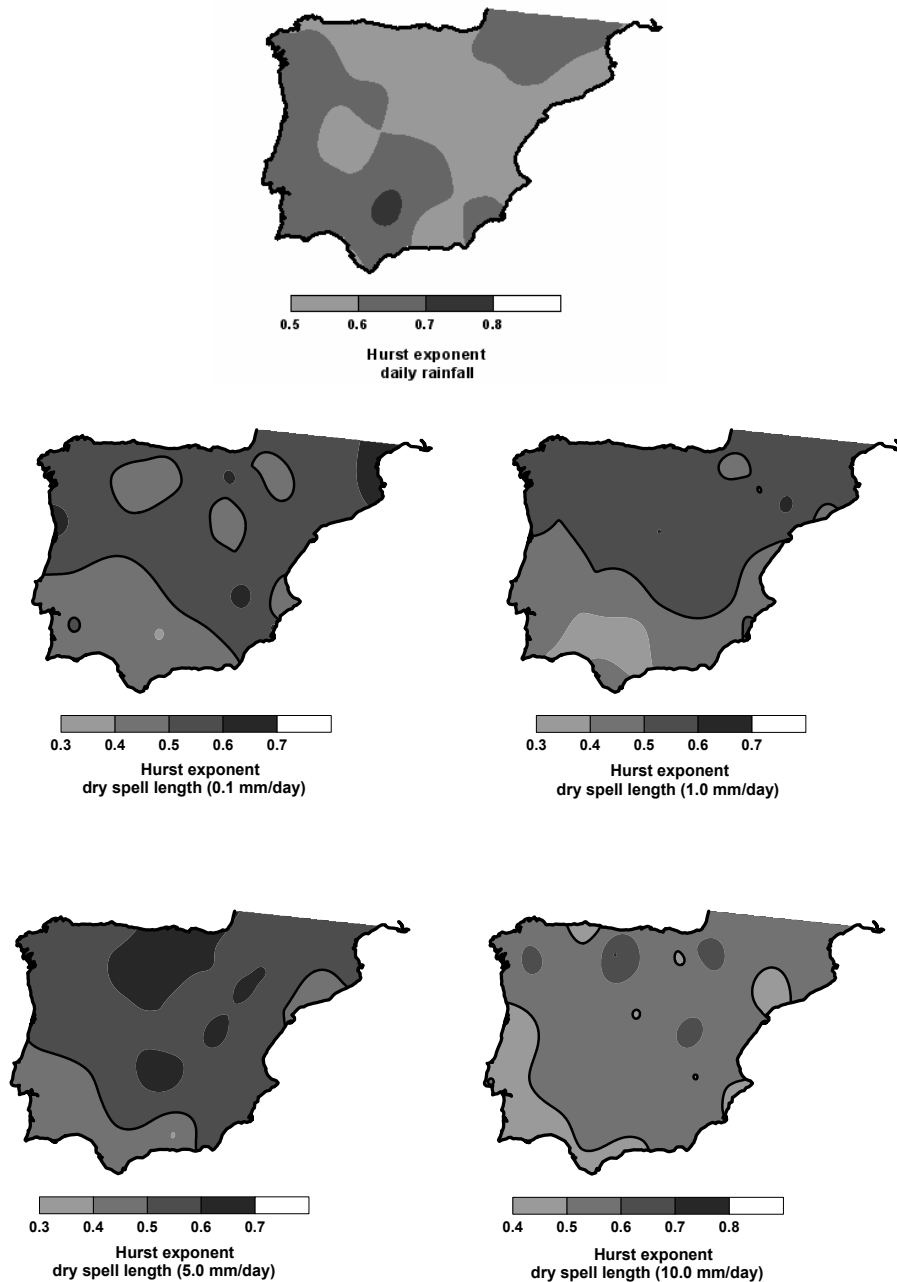 0.5 0.6 0.7 0.8
Hurst exponent
daily rainfall
0.3 0.4 0.5 0.6 0.7
Hurst exponent
dry spell length (0.1 mm/day)
0.3 0.4 0.5 0.6 0.7
Hurst exponent
dry spell length (1.0 mm/day)
0.3 0.4 0.5 0.6 0.7
Hurst exponent
dry spell length (5.0 mm/day)
0.4 0.5 0.6 0.7 0.8
Hurst exponent
dry spell length (10.0 mm/day)